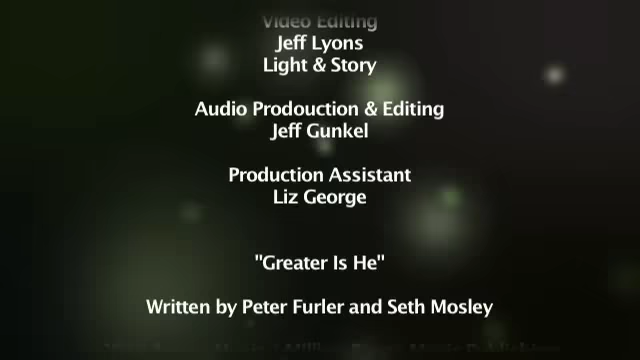 Video Editing
Jeff Lyons
Light & Story
Audio Prodouction & Editing
Jeff Gunkel
Production Assistant
Liz George
"Greater Is He"
Written by Peter Furler and Seth Mosley